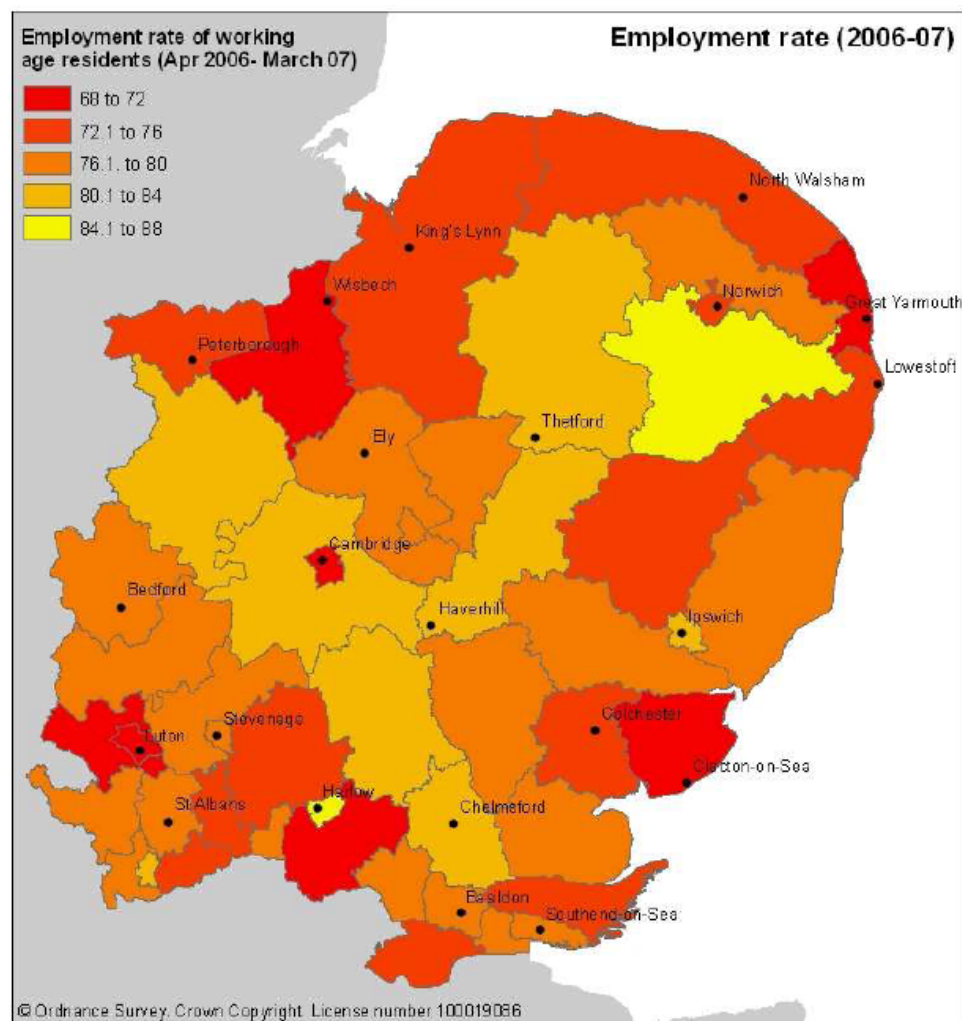 Employment rate of working
age residents (Apr 2006- March 07)
68 to 72
72.1 to 76
76.1. to 80
80.1 to 84
84.1 to 88
Employment rate (2006-07)
North Walsham
King's Lynn
Wisbech
Norwich
Great Yarmouth
Peterborough
Lowestoft
Thetford
Ely
Cambridge
Bedford
Haverhill
Ipswich
Stevenage
Luton
Colchester
Clacton-on-Sea
Harlow
St Albans
Chelmsford
Basildon
Southend-on-Sea
© Ordnance Survey. Crown Copyright. License number 100019086